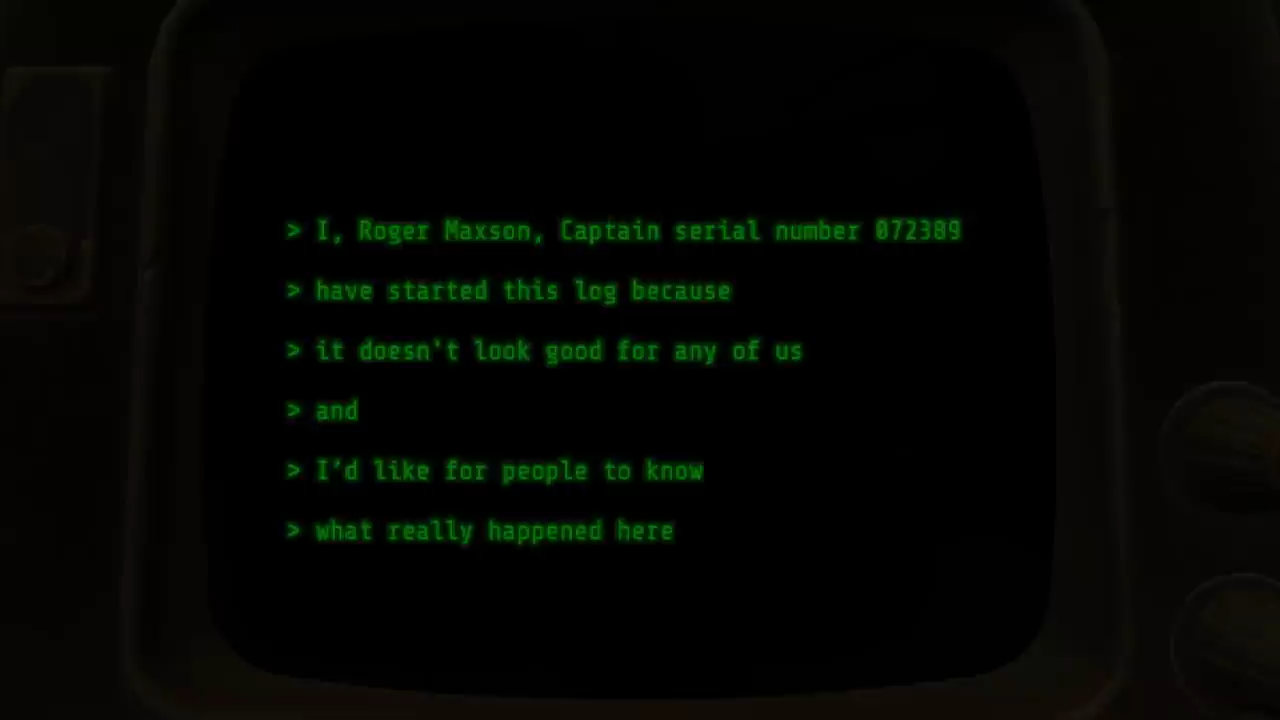 > I, Roger Maxson, Captain serial number 072389
> have started this log because
> it doesn't look good for any of us
> and
> I'd like for people to know
> what really happened here